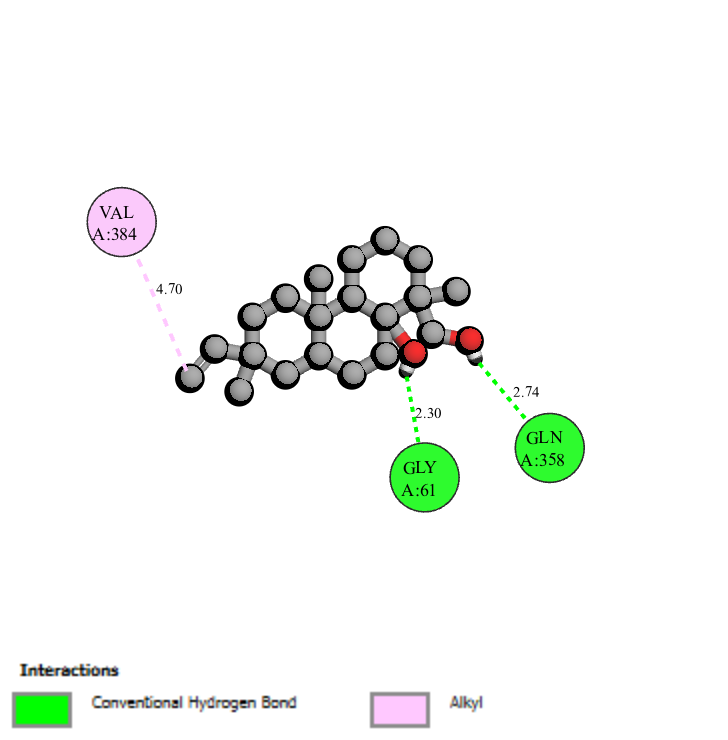 VAL
A:384
4.70
2.74
2.30
GLN
A:358
GLY
A:61
Interactions
Conventional Hydrogen Bond
Alkyl